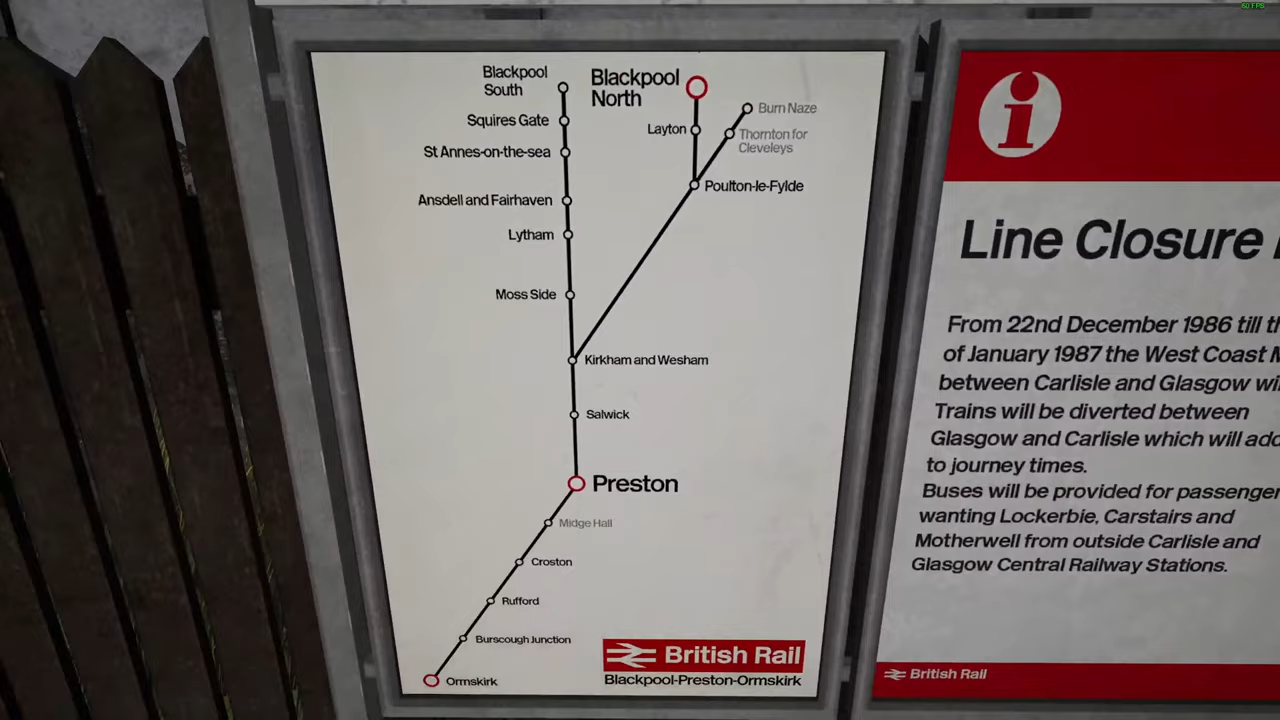 60 FPS
Blackpool
South
Blackpool
North
Burn Naze
Squires Gate
Layton
Thornton for
Cleveleys
St Annes-on-the-sea
Poulton-le-Fylde
Ansdell and Fairhaven
Lytham
Moss Side
Kirkham and Wesham
Salwick
Preston
Midge Hall
Croston
Rufford
Burscough Junction
Ormskirk
British Rail
Blackpool-Preston-Ormskirk
i
Line Closure
From 22nd December 1986 till
of January 1987 the West Coast
between Carlisle and Glasgow
Trains will be diverted between
Glasgow and Carlisle which will
to journey times.
Buses will be provided for
wanting Lockerbie, Carstairs and
Motherwell from outside Carlisle and
Glasgow Central Railway Stations.
British Rail